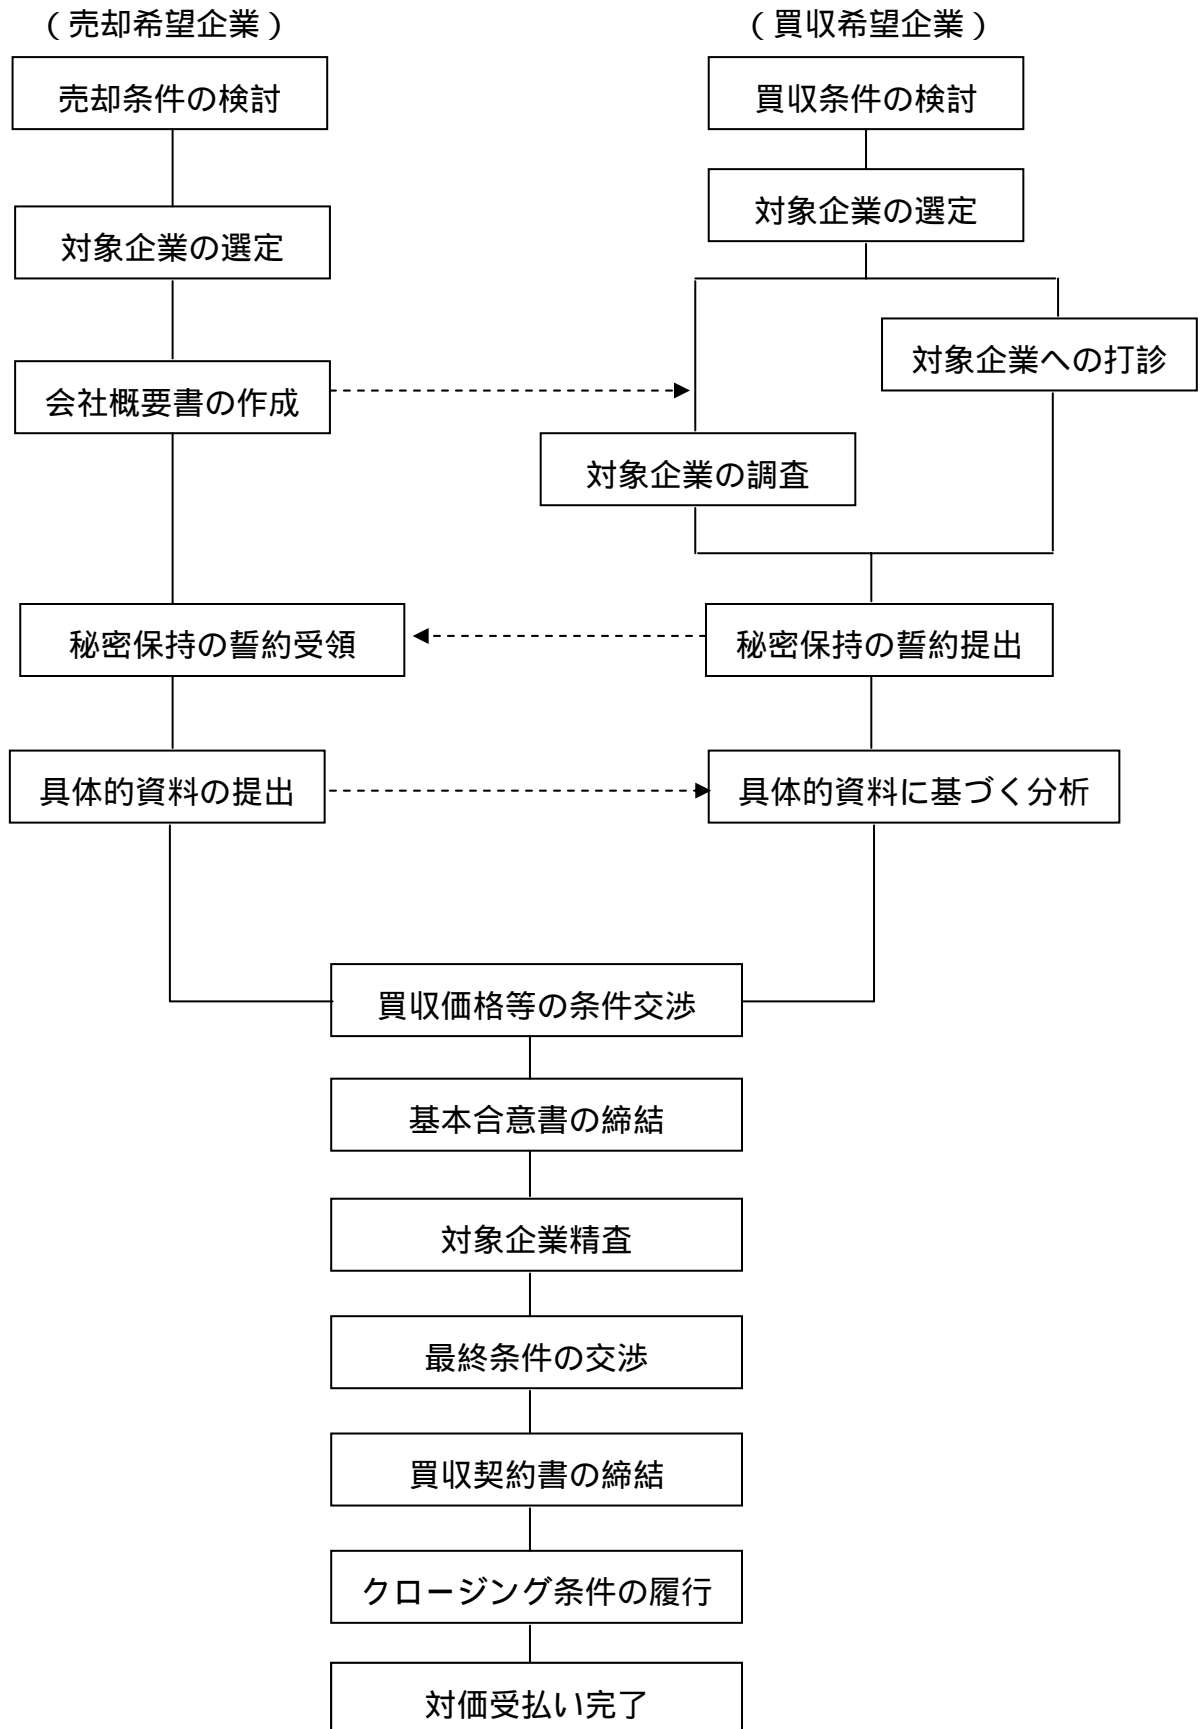 （売却希望企業）
（買収希望企業）
売却条件の検討
買収条件の検討
対象企業の選定
対象企業の選定
対象企業への打診
会社概要書の作成
対象企業の調査
秘密保持の誓約受領
秘密保持の誓約提出
具体的資料の提出
具体的資料に基づく分析
買収価格等の条件交渉
基本合意書の締結
対象企業精査
最終条件の交渉
買収契約書の締結
クロージング条件の履行
対価受払い完了